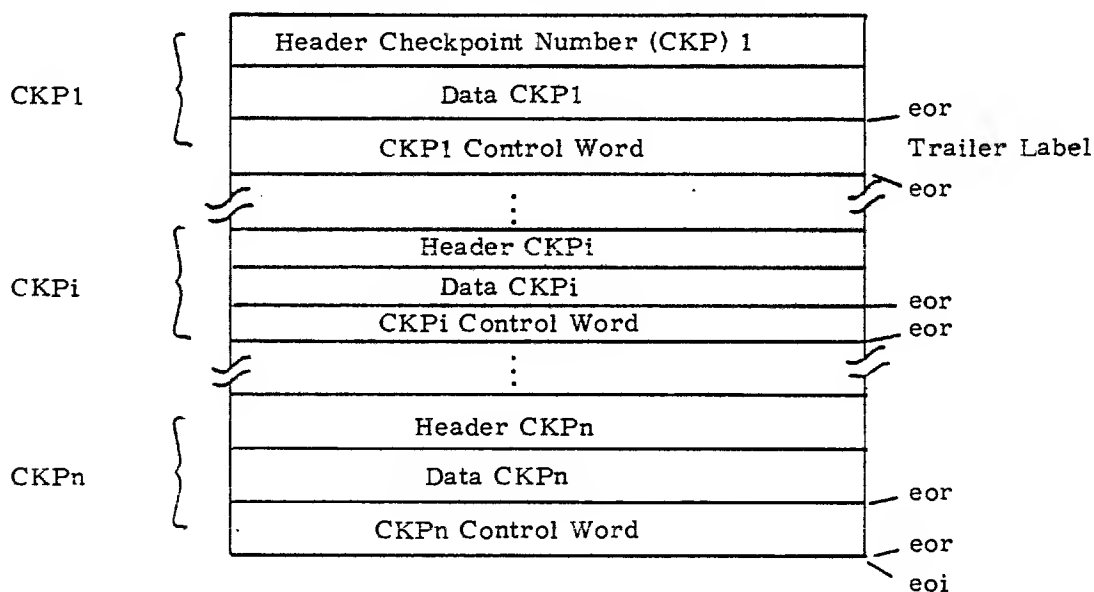 Header Checkpoint Number (CKP) 1
CKP1
Data CKP1
eor
CKP1 Control Word
Trailer Label
eor
Header CKPi
CKPi
Data CKPi
eor
CKPi Control Word
eor
Header CKPn
CKPn
Data CKPn
eor
CKPn Control Word
eor
eoi